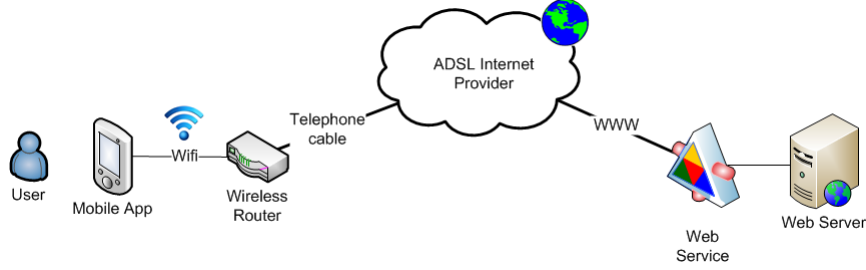 ADSL Internet
Provider
Telephone
cable
WWW
Wifi
User
Mobile App
Wireless
Router
Web Server
Web
Service